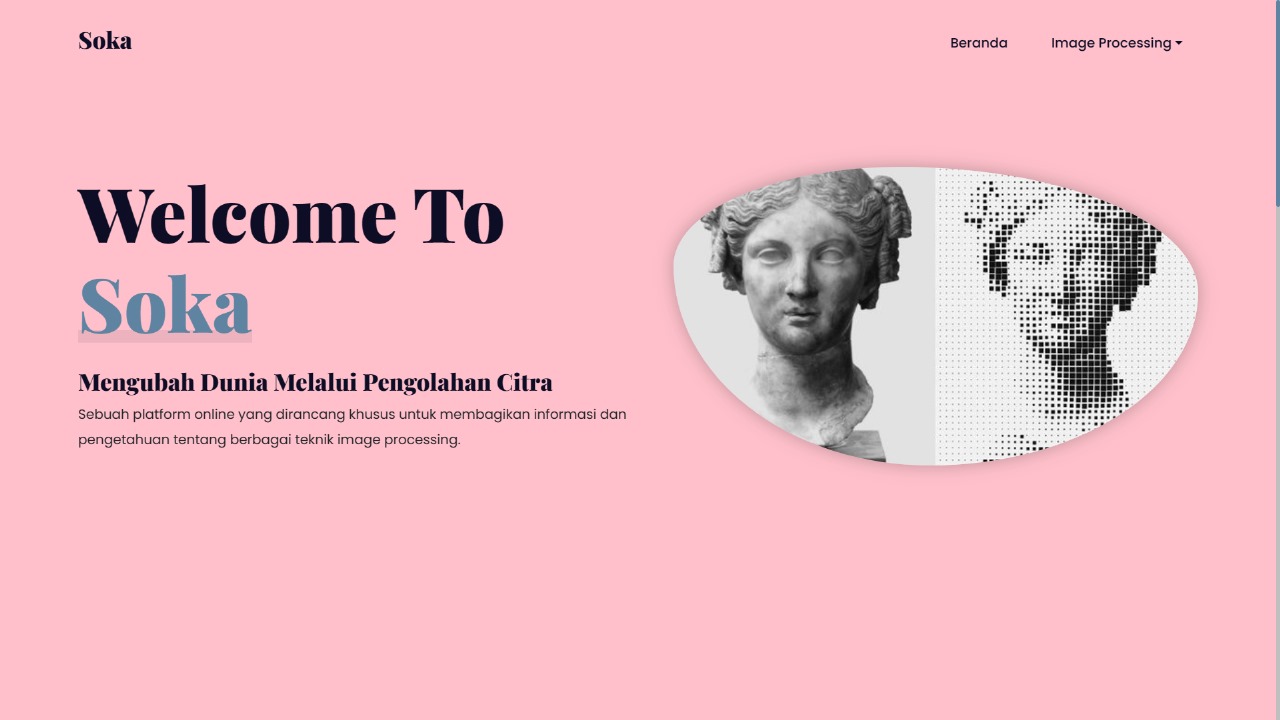 Soka
Beranda
Image Processing
Welcome To
Soka
Mengubah Dunia Melalui Pengolahan Citra
Sebuah platform online yang dirancang khusus untuk membagikan informasi dan
pengetahuan tentang berbagai teknik image processing.